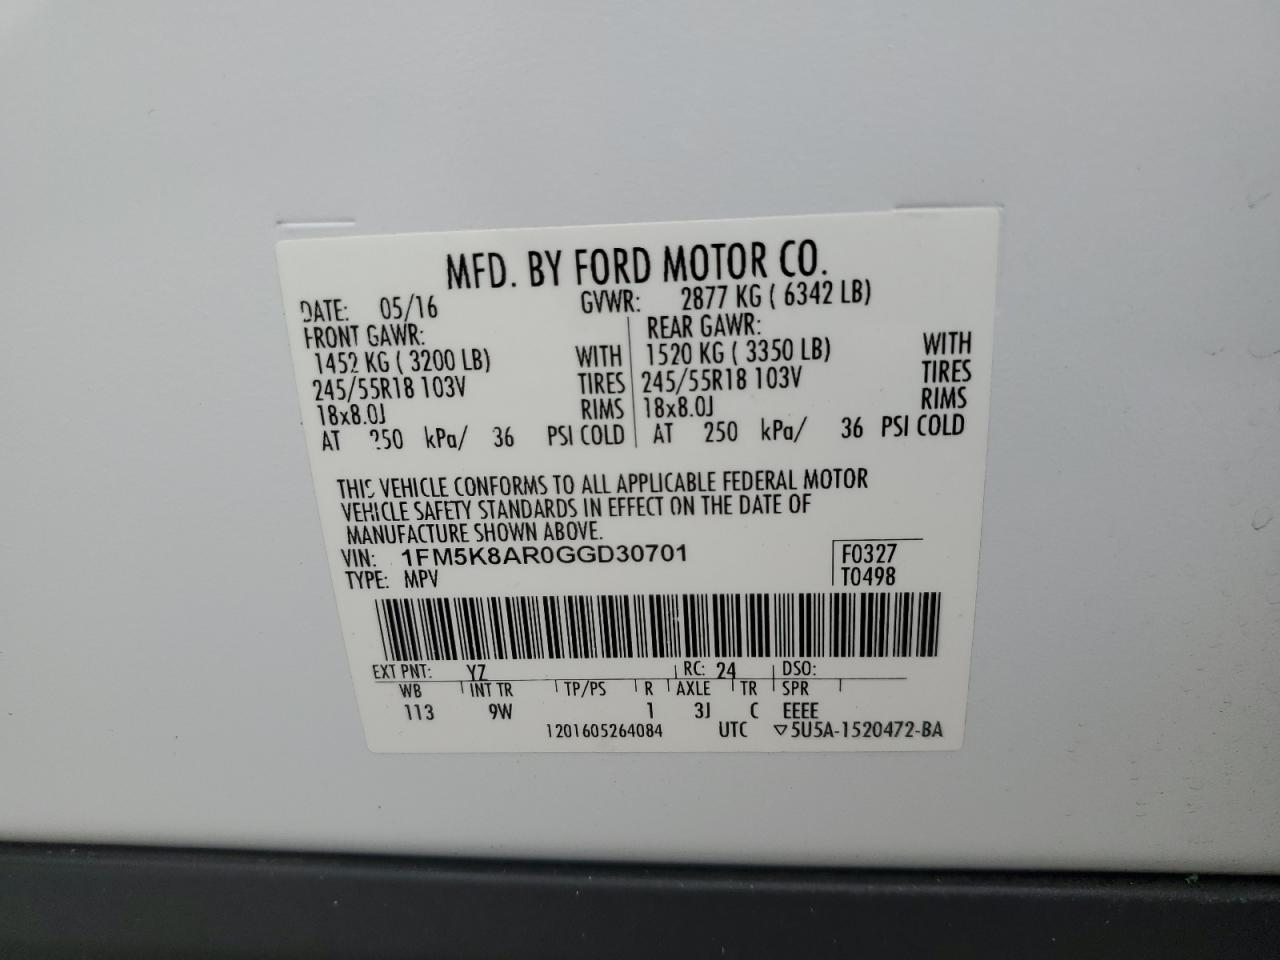 MFD. BY FORD MOTOR CO.
DATE: 05/16 GVWR: 2877 KG ( 6342 LB)
FRONT GAWR: REAR GAWR:
1452 KG ( 3200 LB) WITH 1520 KG ( 3350 LB) WITH
245/55R18 103V TIRES 245/55R18 103V TIRES
18x8.0J RIMS 18x8.0J RIMS
AT 250 kPa/ 36 PSI COLD AT 250 kPa/ 36 PSI COLD
THIS VEHICLE CONFORMS TO ALL APPLICABLE FEDERAL MOTOR
VEHICLE SAFETY STANDARDS IN EFFECT ON THE DATE OF
MANUFACTURE SHOWN ABOVE.
VIN: 1FM5K8AR0GGD30701 F0327
TYPE: MPV T0498
EXT PNT: YZ RC: 24 DSO:
WB INT TR TP/PS R AXLE TR SPR
113 9W 1 3J C EEEE
1201605264084 UTC ▽5U5A-1520472-BA